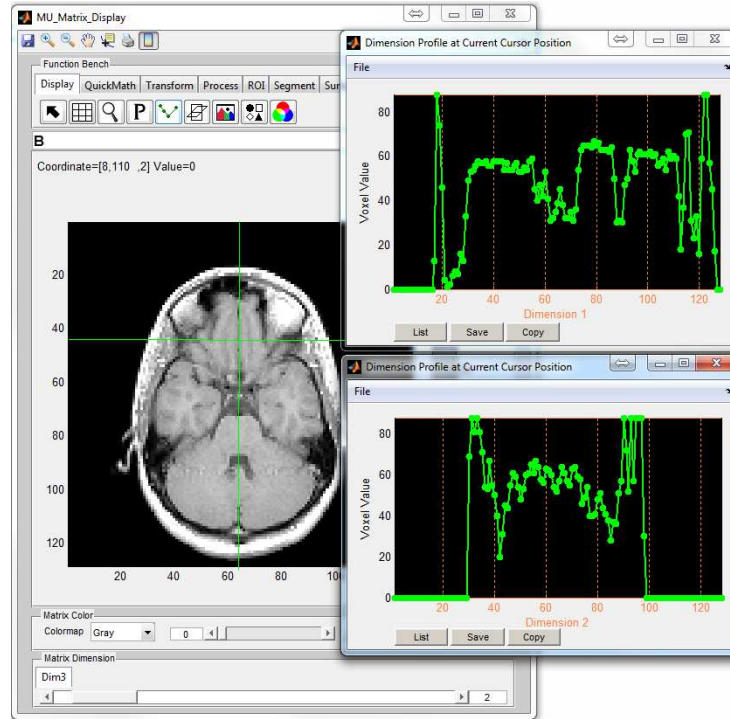 MU_Matrix_Display
Function Bench
Display QuickMath Transform Process ROI Segment
P
B
Coordinate=[8,110 ,2] Value=0
20
40
60
80
100
120
20 40 60 80
Matrix Color
Colormap Gray 0
Matrix Dimension
Dim3
2
Dimension Profile at Current Cursor Position
File
80
60
40
20
0
Voxel Value
20 40 60 80 100 120
Dimension 1
List Save Copy
Dimension Profile at Current Cursor Position
File
80
60
40
20
0
Voxel Value
20 40 60 80 100 120
Dimension 2
List Save Copy